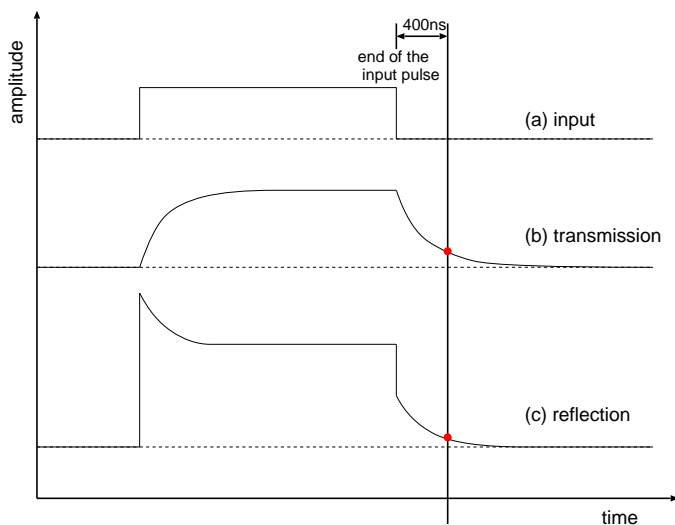 400ns
end of the
input pulse
amplitude
(a) input
(b) transmission
(c) reflection
time